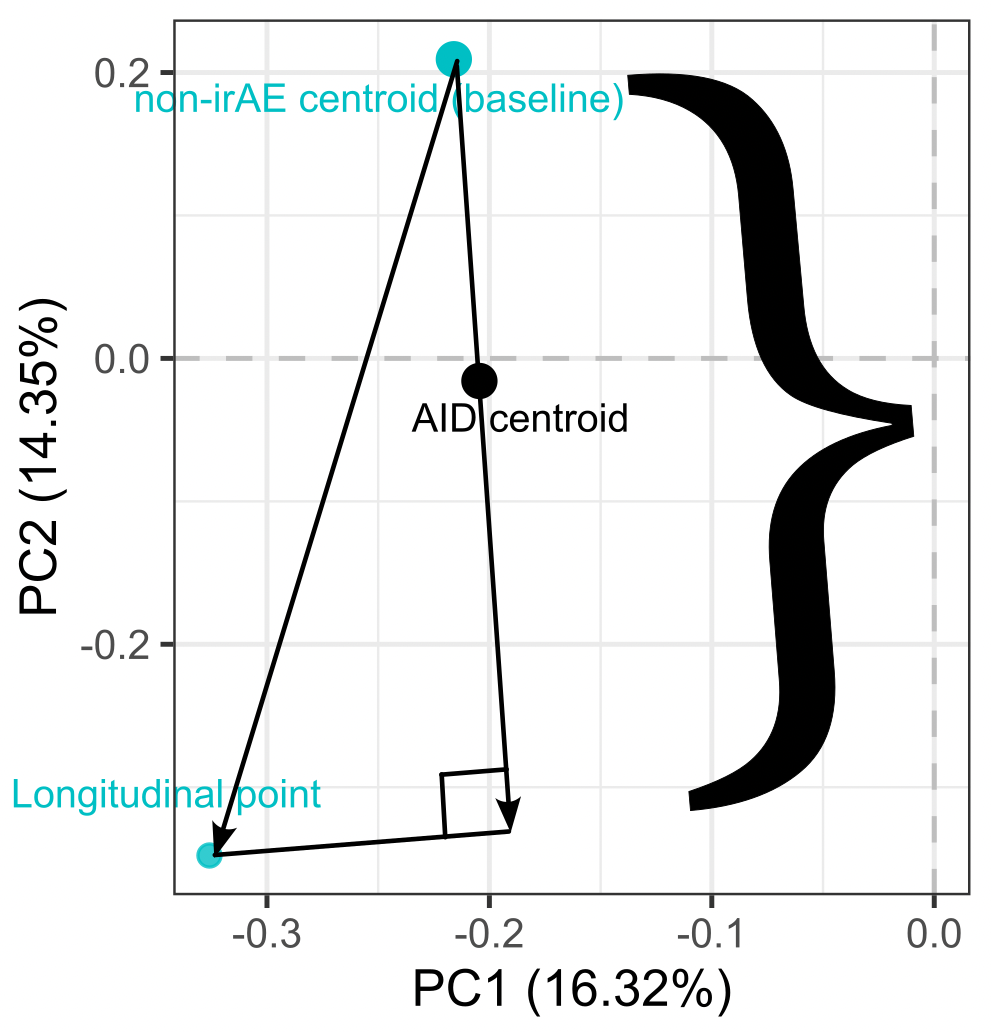 0.2
non-irAE centroid (baseline)
0.0
AID centroid
PC2 (14.35%)
-0.2
Longitudinal point
-0.3
-0.2
-0.1
0.0
PC1 (16.32%)
}